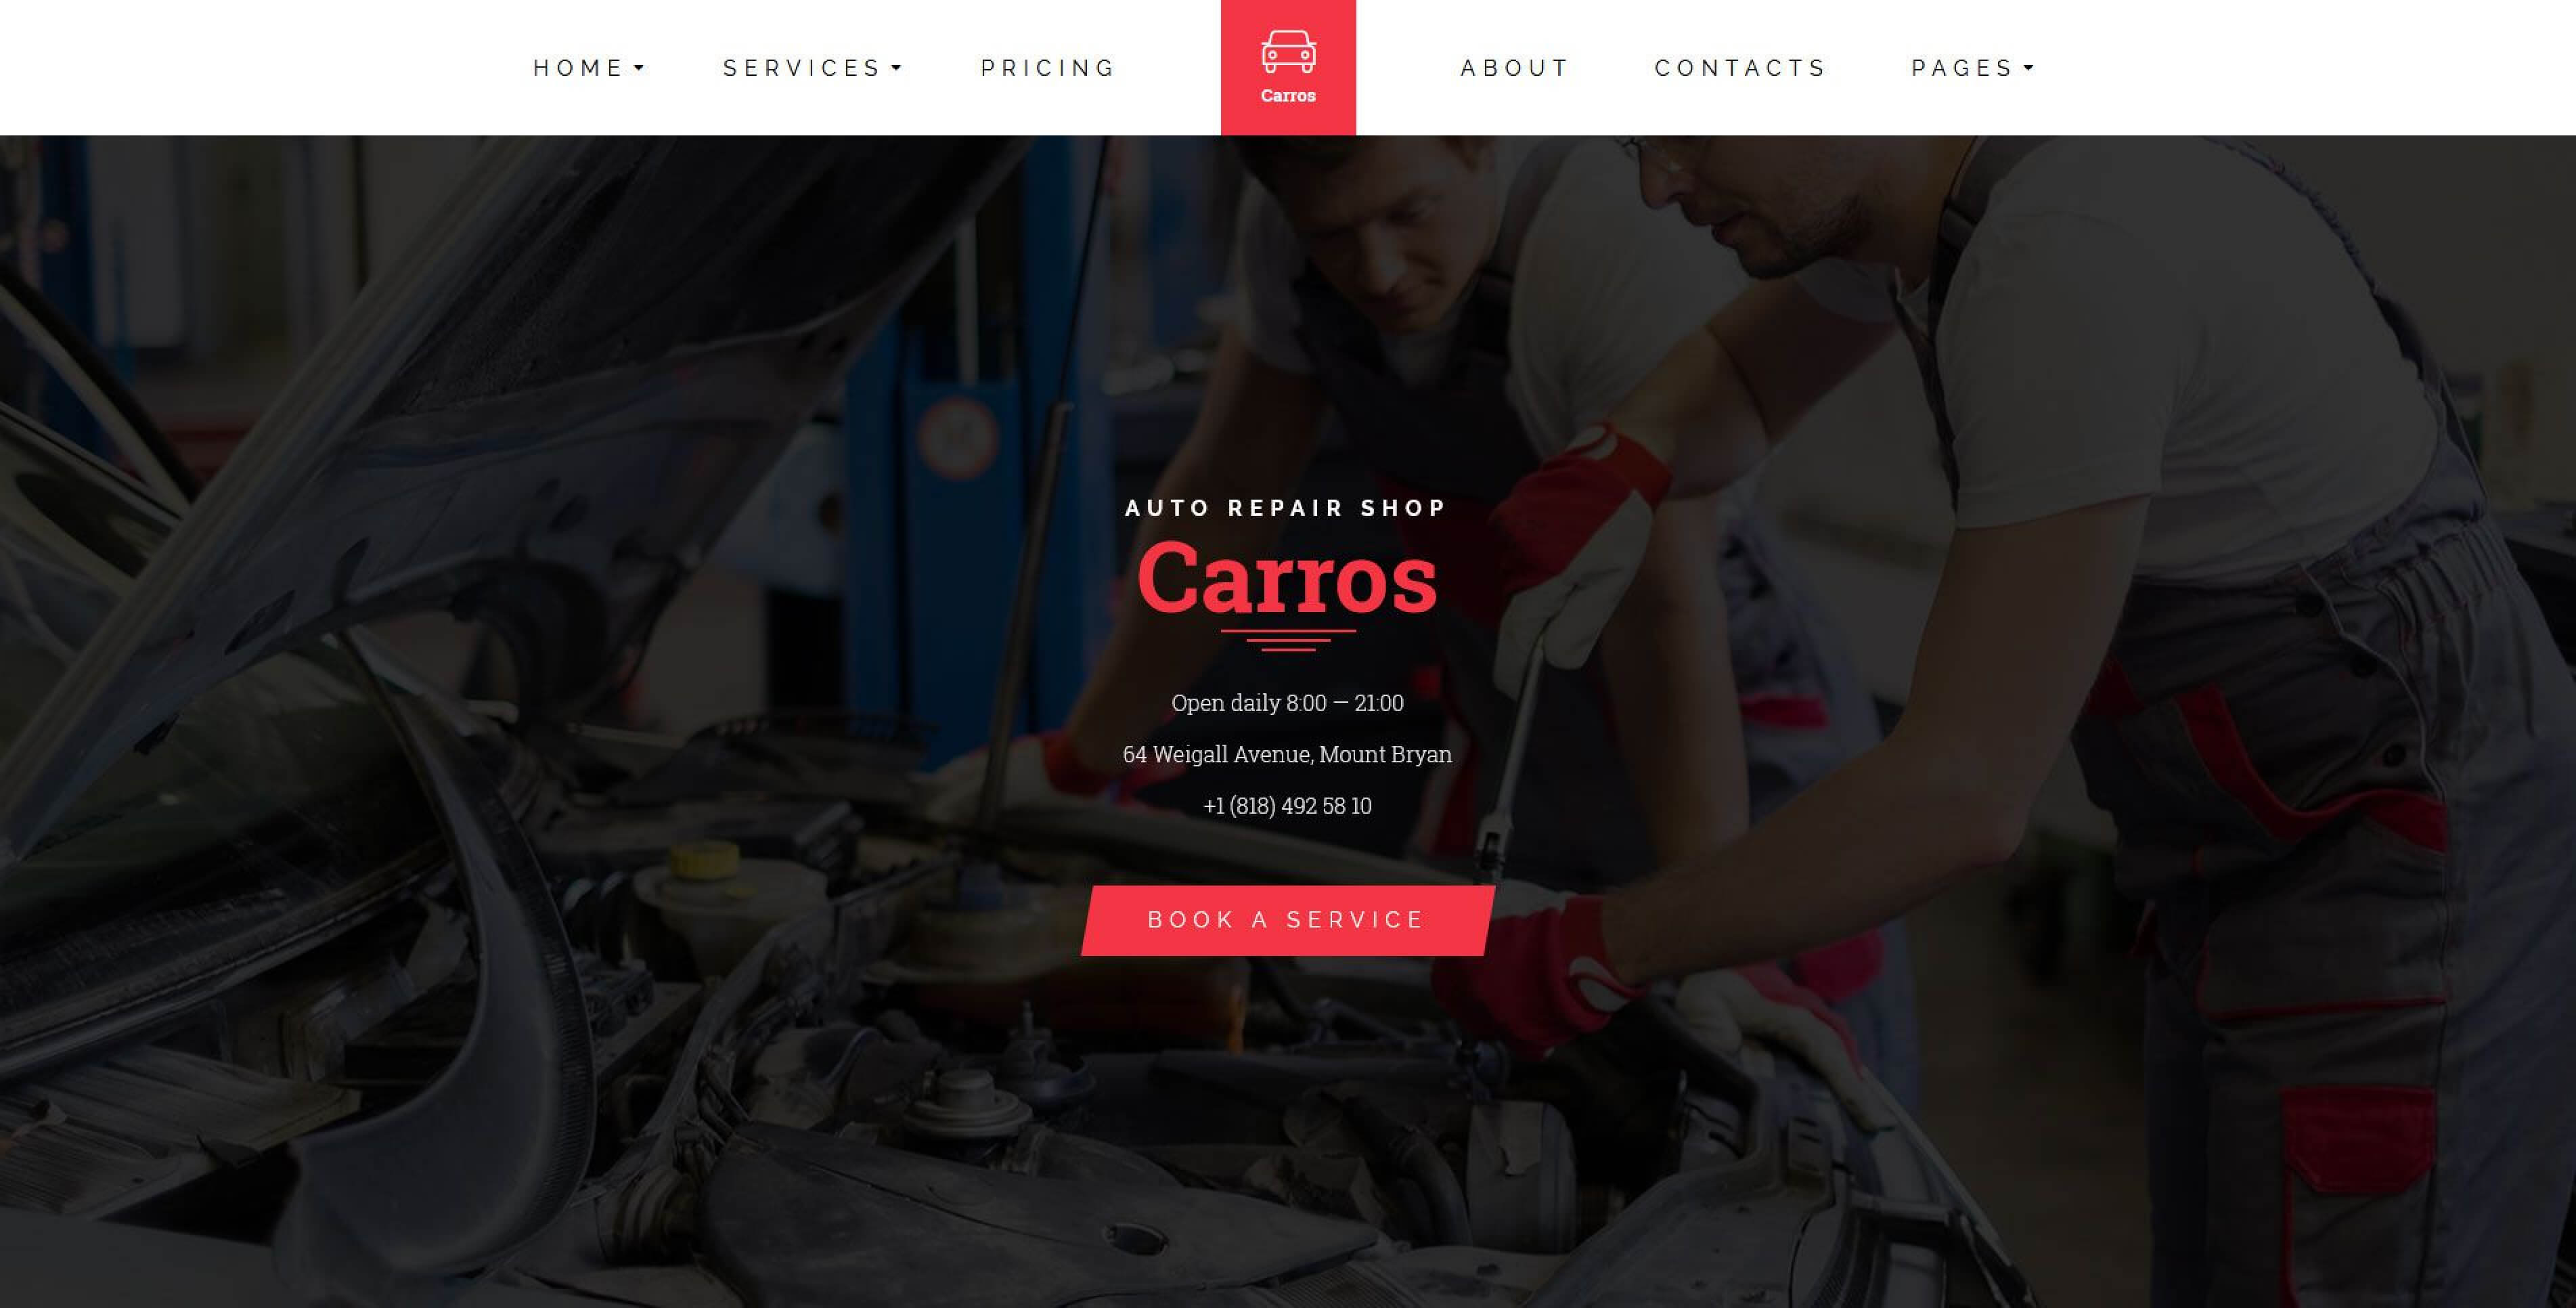 HOME
SERVICES
PRICING
Carros
ABOUT
CONTACTS
PAGES
AUTO REPAIR SHOP
Carros
Open daily 8:00 — 21:00
64 Weigall Avenue, Mount Bryan
+1 (818) 492 58 10
BOOK A SERVICE